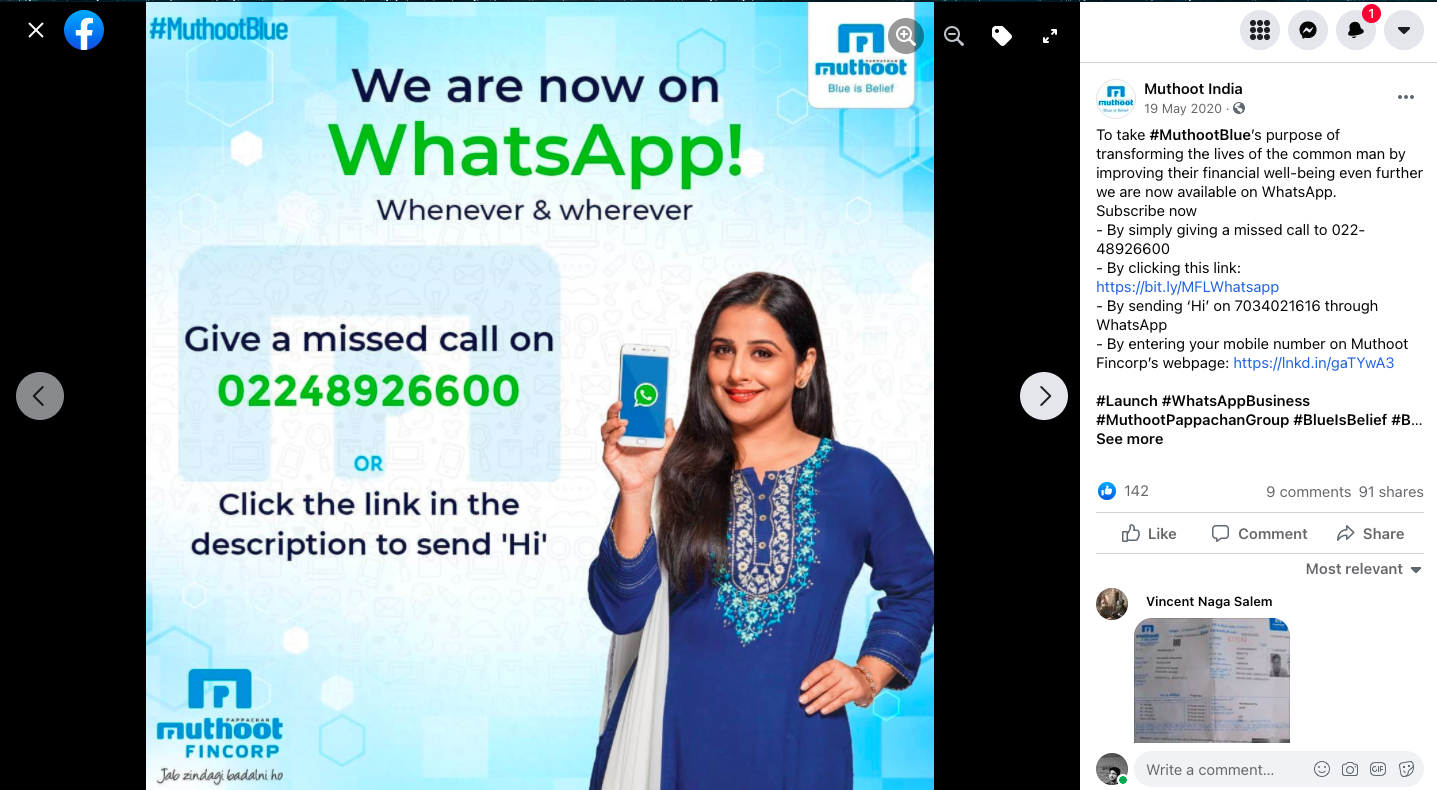 #MuthootBlue
PAPPACHAN
muthoot
Blue is Belief
We are now on
WhatsApp!
Whenever & wherever
Give a missed call on
02248926600
OR
Click the link in the
description to send 'Hi'
PAPPACHAN
muthoot
FINCORP
Jab zindagi badalni ho
1
Muthoot India
19 May 2020 ·
To take #MuthootBlue's purpose of
transforming the lives of the common man by
improving their financial well-being even further
we are now available on WhatsApp.
Subscribe now
- By simply giving a missed call to 022-
48926600
- By clicking this link:
https://bit.ly/MFLWhatsapp
- By sending ‘Hi’ on 7034021616 through
WhatsApp
- By entering your mobile number on Muthoot
Fincorp’s webpage: https://lnkd.in/gaTYwA3
#Launch #WhatsAppBusiness
#MuthootPappachanGroup #BlueIsBelief #B...
See more
142
9 comments 91 shares
Like Comment Share
Most relevant
Vincent Naga Salem
muthoot
Write a comment...
GIF